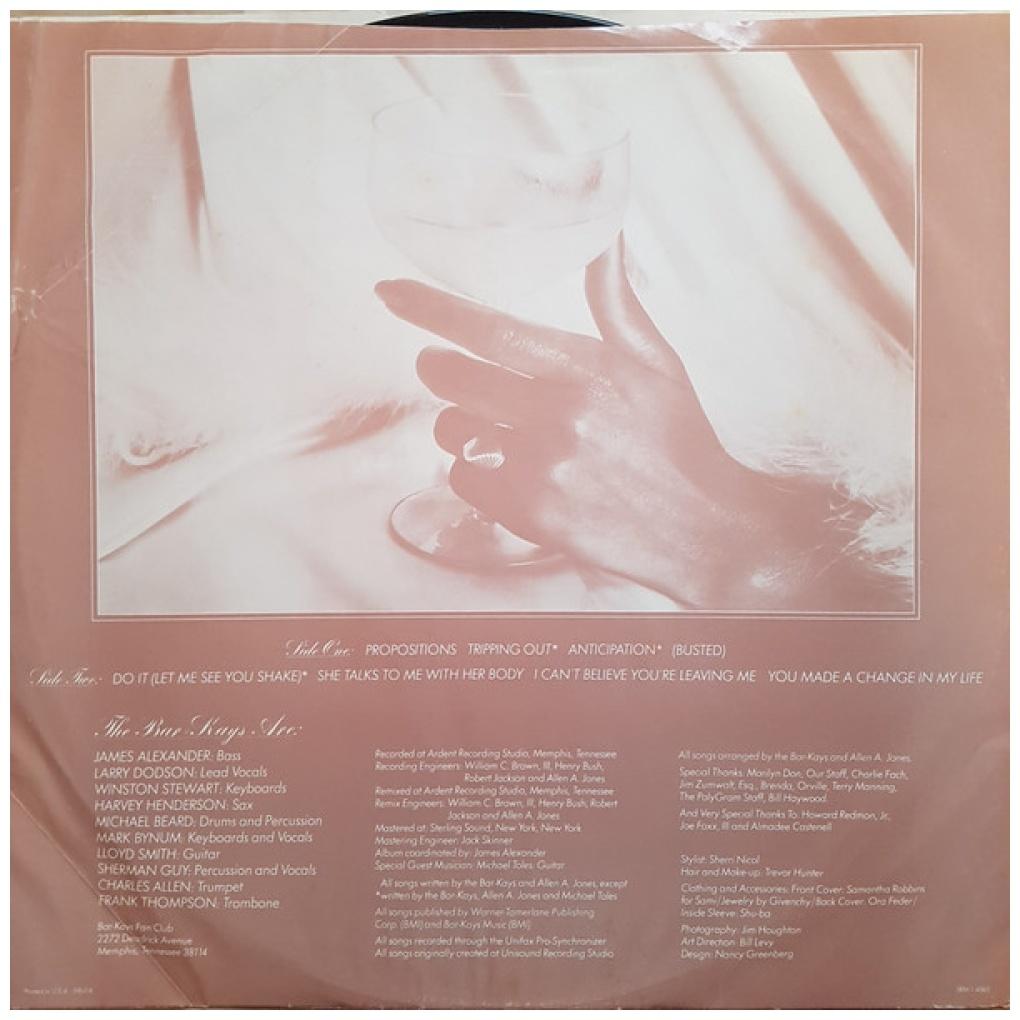 Side One: PROPOSITIONS TRIPPING OUT* ANTICIPATION* (BUSTED)
Side Two: DO IT (LET ME SEE YOU SHAKE)* SHE TALKS TO ME WITH HER BODY I CAN'T BELIEVE YOU'RE LEAVING ME YOU MADE A CHANGE IN MY LIFE
The Bar-Kays Are:
JAMES ALEXANDER: Bass
LARRY DODSON: Lead Vocals
WINSTON STEWART: Keyboards
HARVEY HENDERSON: Sax
MICHAEL BEARD: Drums and Percussion
MARK BYNUM: Keyboards and Vocals
LLOYD SMITH: Guitar
SHERMAN GUY: Percussion and Vocals
CHARLES ALLEN: Trumpet
FRANK THOMPSON: Trombone
Bar-Kays Fan Club
2272 Deadrick Avenue
Memphis, Tennessee 38114
Recorded at Ardent Recording Studio, Memphis, Tennessee
Recording Engineers: William C. Brown, III, Henry Bush,
Robert Jackson and Allen A. Jones
Remixed at Ardent Recording Studio, Memphis, Tennessee
Remix Engineers: William C. Brown, III, Henry Bush, Robert
Jackson and Allen A. Jones
Mastered at: Sterling Sound, New York, New York
Mastering Engineer: Jack Skinner
Album coordinated by: James Alexander
Special Guest Musician: Michael Toles: Guitar
All songs written by the Bar-Kays and Allen A. Jones, except
*written by the Bar-Kays, Allen A. Jones and Michael Toles
All songs published by Warner-Tamerlane Publishing
Corp. (BMI) and Bar-Kays Music (BMI)
All songs recorded through the Unifax Pro-Synchronizer
All songs originally created at Unisound Recording Studio
All songs arranged by the Bar-Kays and Allen A. Jones.
Special Thanks: Marilyn Don, Our Staff, Charlie Fach,
Jim Zumwalt, Esq., Brenda, Orville, Terry Manning,
The PolyGram Staff, Bill Haywood.
And Very Special Thanks To: Howard Redmon, Jr.,
Joe Foxx, III and Almadee Castenell
Stylist: Sherri Nicol
Hair and Make-up: Trevor Hunter
Clothing and Accessories: Front Cover: Samantha Robbins
for Sami/Jewelry by Givenchy/Back Cover: Ora Feder/
Inside Sleeve: Shu-ba
Photography: Jim Houghton
Art Direction: Bill Levy
Design: Nancy Greenberg
Printed in U.S.A.